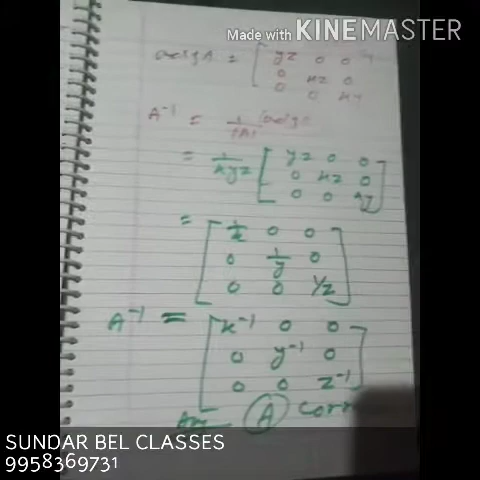 Made with KINEMASTER
adj A = [ yz 0 0
0 xz 0
0 0 xy
A⁻¹ = 1/|A| adj
= 1/xyz [ yz 0 0
0 xz 0
0 0 xy ]
= [ 1/x 0 0
0 1/y 0
0 0 1/z ]
A⁻¹ = [ x⁻¹ 0 0
0 y⁻¹ 0
0 0 z⁻¹ ]
Ans (A) corr
SUNDAR BEL CLASSES
9958369731